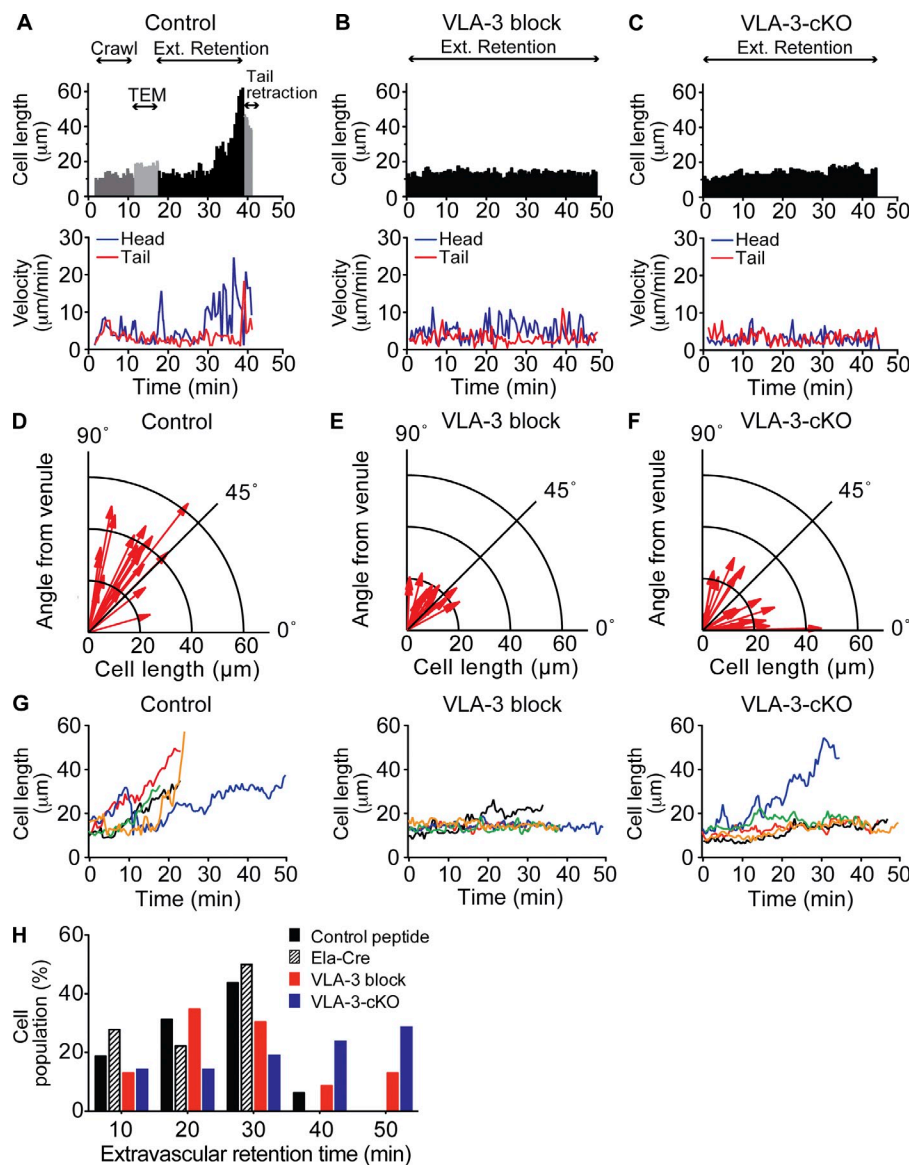 A Control
Crawl Ext. Retention
TEM
Tail retraction
Cell length (μm)
60
40
20
0
0 10 20 30 40 50
Velocity (μm/min)
30
20
10
0
Head
Tail
0 10 20 30 40 50
Time (min)
B VLA-3 block
Ext. Retention
Cell length (μm)
60
40
20
0
0 10 20 30 40 50
Velocity (μm/min)
30
20
10
0
Head
Tail
0 10 20 30 40 50
Time (min)
C VLA-3-cKO
Ext. Retention
Cell length (μm)
60
40
20
0
0 10 20 30 40 50
Velocity (μm/min)
30
20
10
0
Head
Tail
0 10 20 30 40 50
Time (min)
D Control
90°
45°
0°
Angle from venule
0 20 40 60
Cell length (μm)
E VLA-3 block
90°
45°
0°
Angle from venule
0 20 40 60
Cell length (μm)
F VLA-3-cKO
90°
45°
0°
Angle from venule
0 20 40 60
Cell length (μm)
G Control
Cell length (μm)
60
40
20
0
0 10 20 30 40 50
Time (min)
VLA-3 block
Cell length (μm)
60
40
20
0
0 10 20 30 40 50
Time (min)
VLA-3-cKO
Cell length (μm)
60
40
20
0
0 10 20 30 40 50
Time (min)
H
Cell population (%)
60
40
20
0
Control peptide
Ela-Cre
VLA-3 block
VLA-3-cKO
10 20 30 40 50
Extravascular retention time (min)